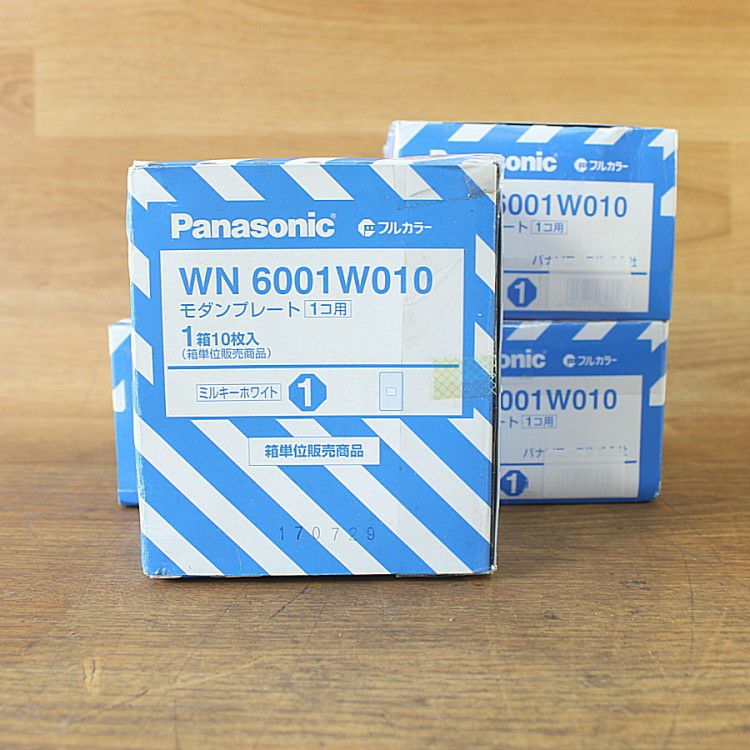 Panasonic フルカラー
WN 6001W010
モダンプレート 1コ用
1箱10枚入
(箱単位販売商品)
ミルキーホワイト 1
箱単位販売商品
170729
Panasonic フルカラー
6001W010
ート 1コ用
1
sonic フルカラー
001W010
ート 1コ用
1